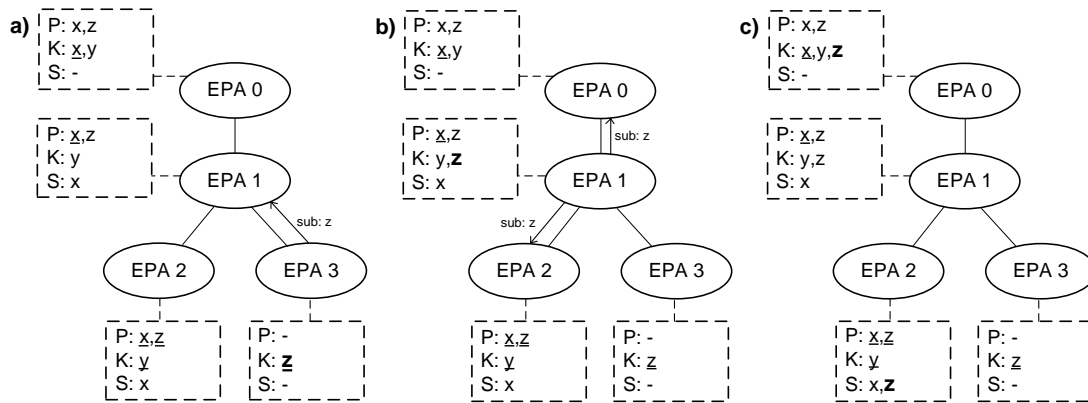 a)
P: x,z
K: x,y
S: -
EPA 0
P: x,z
K: y
S: x
EPA 1
sub: z
EPA 2
EPA 3
P: x,z
K: y
S: x
P: -
K: z
S: -
b)
P: x,z
K: x,y
S: -
EPA 0
sub: z
P: x,z
K: y,z
S: x
EPA 1
sub: z
EPA 2
EPA 3
P: x,z
K: y
S: x
P: -
K: z
S: -
c)
P: x,z
K: x,y,z
S: -
EPA 0
P: x,z
K: y,z
S: x
EPA 1
EPA 2
EPA 3
P: x,z
K: y
S: x,z
P: -
K: z
S: -